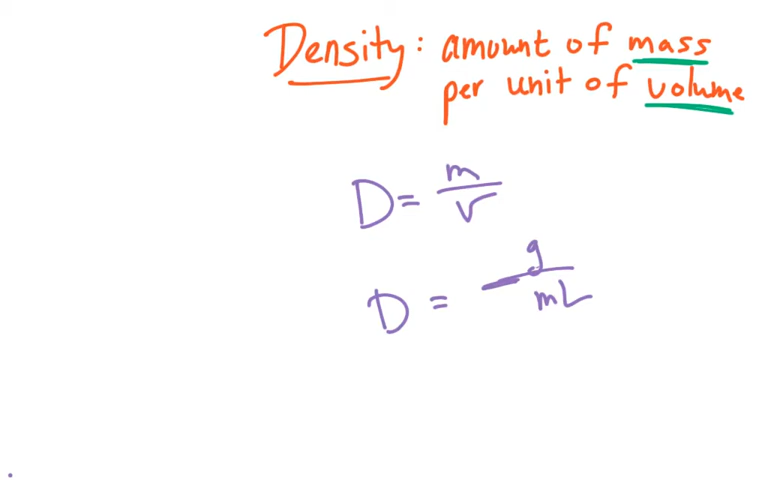 Density: amount of mass
per unit of volume
D = m/v
D = g/mL